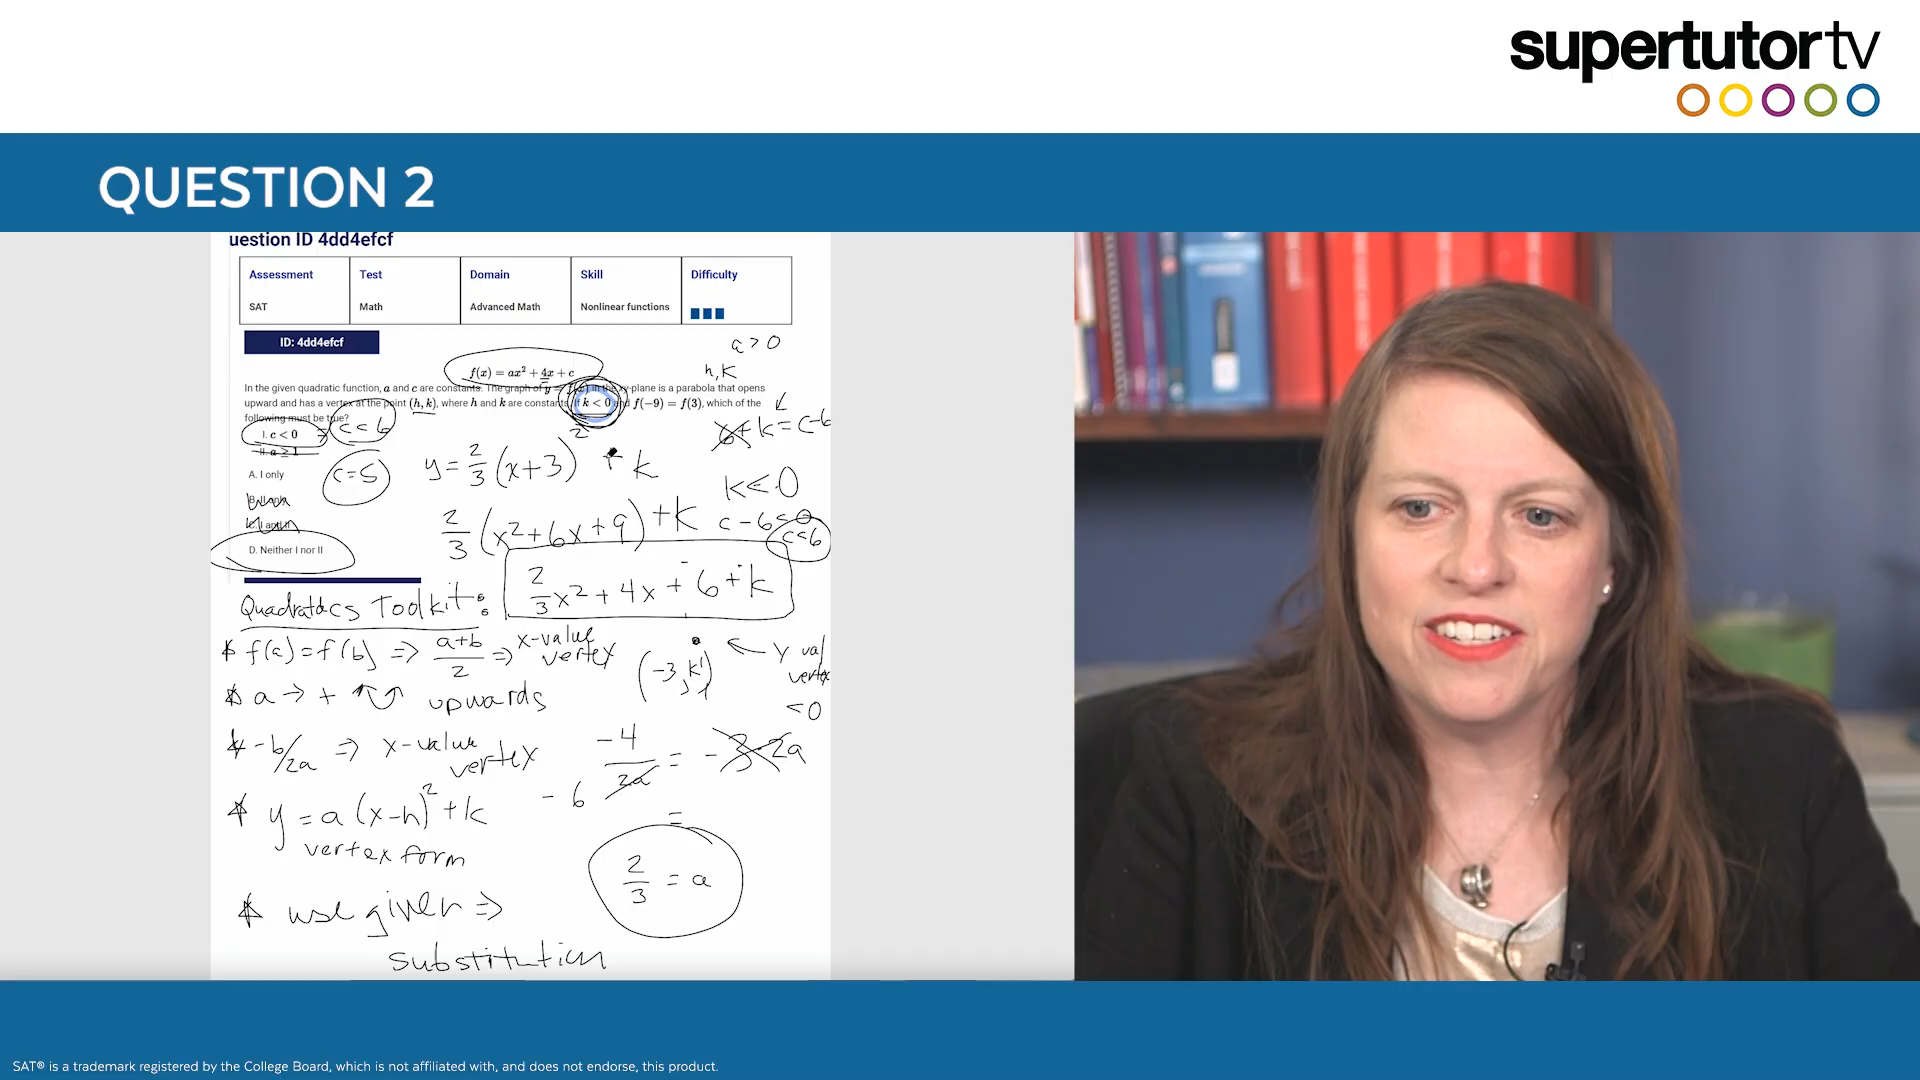 supertutortv
QUESTION 2
uestion ID 4dd4efcf
Assessment Test Domain Skill Difficulty
SAT Math Advanced Math Nonlinear functions
ID: 4dd4efcf
a > 0
h, k
f(x) = ax² + 4x + c
In the given quadratic function, a and c are constants. The graph of y = f(x) in the xy-plane is a parabola that opens
upward and has a vertex at the point (h, k), where h and k are constants. If k < 0 and f(−9) = f(3), which of the
following must be true?
I. c < 0
c < 6
II. a ≥ 1
6+ k = c-6
A. I only
c=5
y = 2/3 (x+3)² + k
k < 0
C. I and II
2/3 (x²+6x+9) + k
c - 6 < 0
c<6
D. Neither I nor II
2/3 x² + 4x + 6 + k
Quadratics Toolkit:
* f(a) = f(b) => a+b/2 => x-value vertex
(-3, k)
← y val
vertex
< 0
* a → + upwards
* -b/2a => x-value vertex
-4/2a = -3·2a
- 6
=
* y = a(x-h)² + k
vertex form
2/3 = a
* use given =>
substitution
SAT® is a trademark registered by the College Board, which is not affiliated with, and does not endorse, this product.